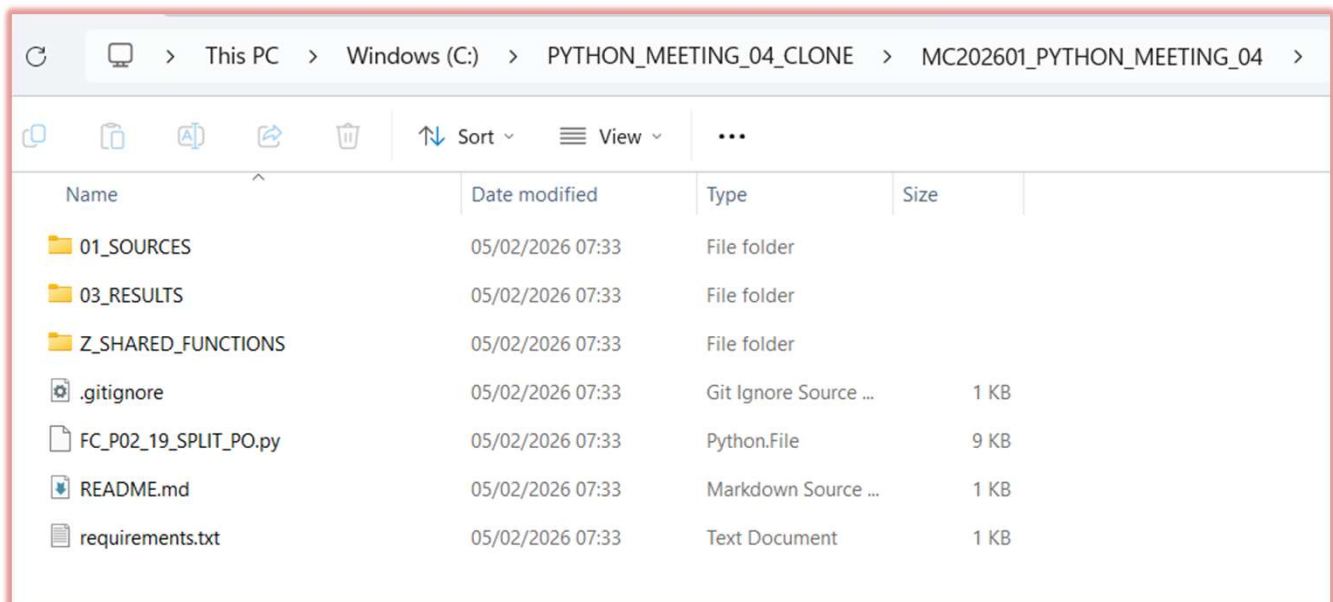 This PC > Windows (C:) > PYTHON_MEETING_04_CLONE > MC202601_PYTHON_MEETING_04 >
Sort View
Name Date modified Type Size
01_SOURCES 05/02/2026 07:33 File folder
03_RESULTS 05/02/2026 07:33 File folder
Z_SHARED_FUNCTIONS 05/02/2026 07:33 File folder
.gitignore 05/02/2026 07:33 Git Ignore Source ... 1 KB
FC_P02_19_SPLIT_PO.py 05/02/2026 07:33 Python.File 9 KB
README.md 05/02/2026 07:33 Markdown Source ... 1 KB
requirements.txt 05/02/2026 07:33 Text Document 1 KB